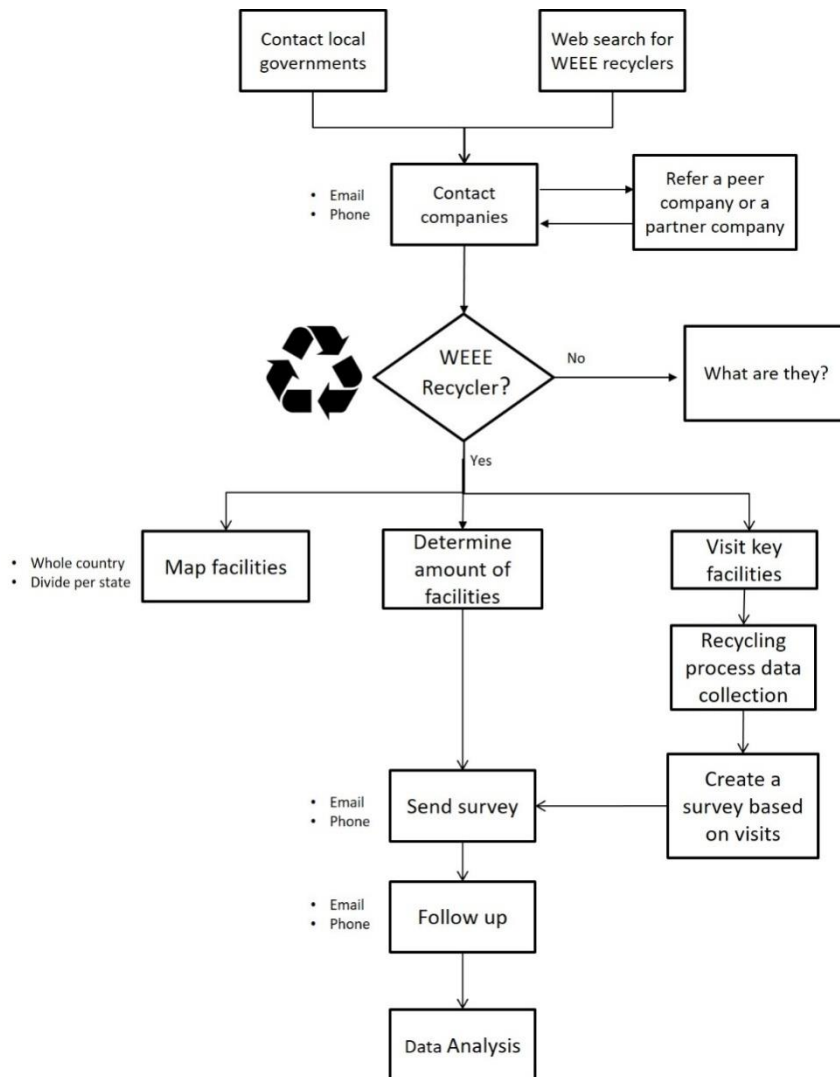 Contact local
governments
Web search for
WEEE recyclers
• Email
• Phone
Contact
companies
Refer a peer
company or a
partner company
WEEE
Recycler?
No
What are they?
Yes
• Whole country
• Divide per state
Map facilities
Determine
amount of
facilities
Visit key
facilities
Recycling
process data
collection
• Email
• Phone
Send survey
Create a
survey based
on visits
• Email
• Phone
Follow up
Data Analysis